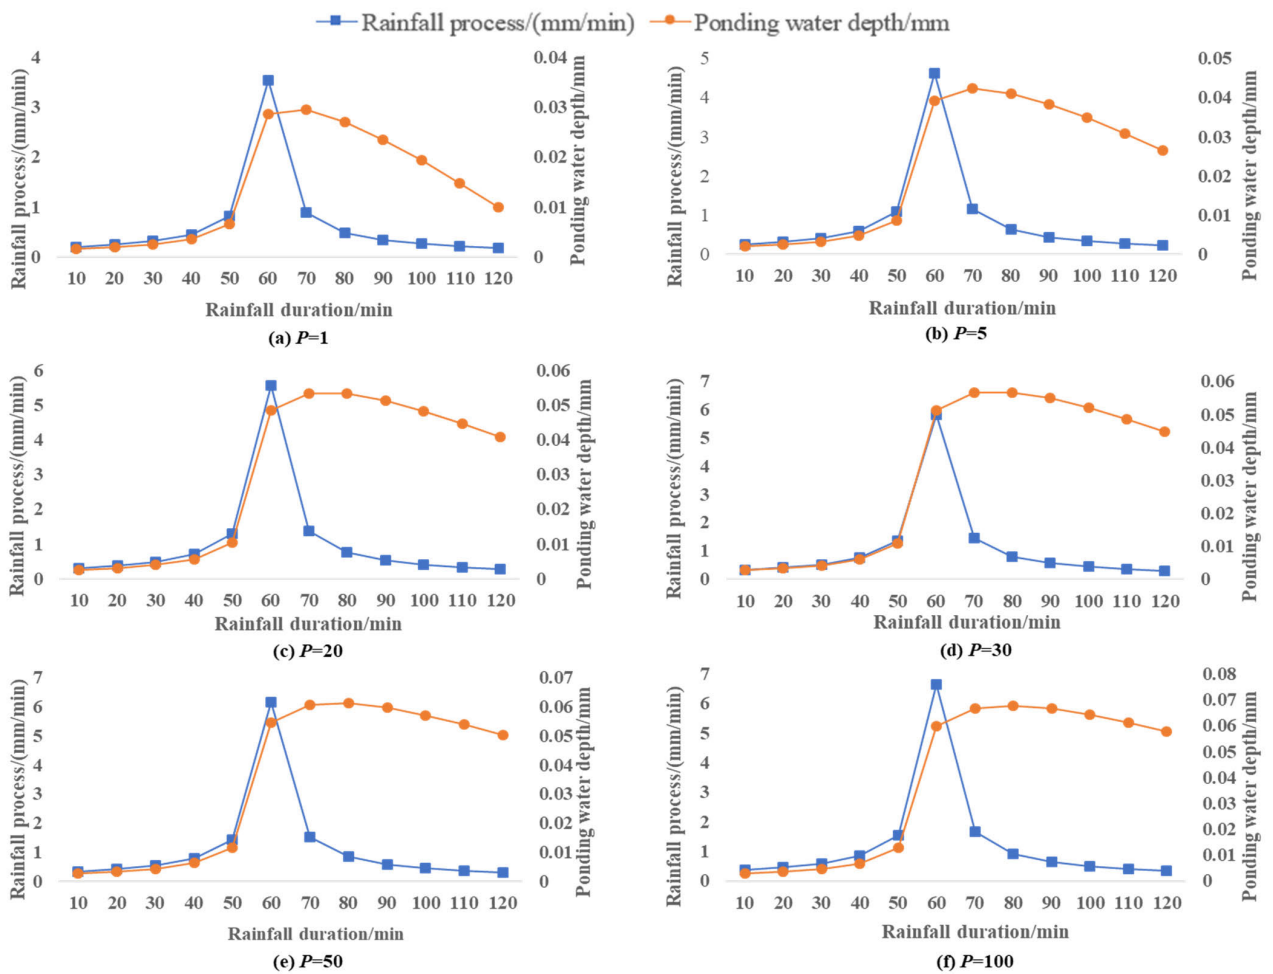 Rainfall process/(mm/min) Ponding water depth/mm
Rainfall process/(mm/min)
4
3
2
1
0
0.04
0.03
0.02
0.01
0
Ponding water depth/mm
10 20 30 40 50 60 70 80 90 100 110 120
Rainfall duration/min
(a) P=1
Rainfall process/(mm/min)
5
4
3
2
1
0
0.05
0.04
0.03
0.02
0.01
0
Ponding water depth/mm
10 20 30 40 50 60 70 80 90 100 110 120
Rainfall duration/min
(b) P=5
Rainfall process/(mm/min)
6
5
4
3
2
1
0
0.06
0.05
0.04
0.03
0.02
0.01
0
Ponding water depth/mm
10 20 30 40 50 60 70 80 90 100 110 120
Rainfall duration/min
(c) P=20
Rainfall process/(mm/min)
7
6
5
4
3
2
1
0
0.06
0.05
0.04
0.03
0.02
0.01
0
Ponding water depth/mm
10 20 30 40 50 60 70 80 90 100 110 120
Rainfall duration/min
(d) P=30
Rainfall process/(mm/min)
7
6
5
4
3
2
1
0
0.07
0.06
0.05
0.04
0.03
0.02
0.01
0
Ponding water depth/mm
10 20 30 40 50 60 70 80 90 100 110 120
Rainfall duration/min
(e) P=50
Rainfall process/(mm/min)
7
6
5
4
3
2
1
0
0.08
0.07
0.06
0.05
0.04
0.03
0.02
0.01
0
Ponding water depth/mm
10 20 30 40 50 60 70 80 90 100 110 120
Rainfall duration/min
(f) P=100